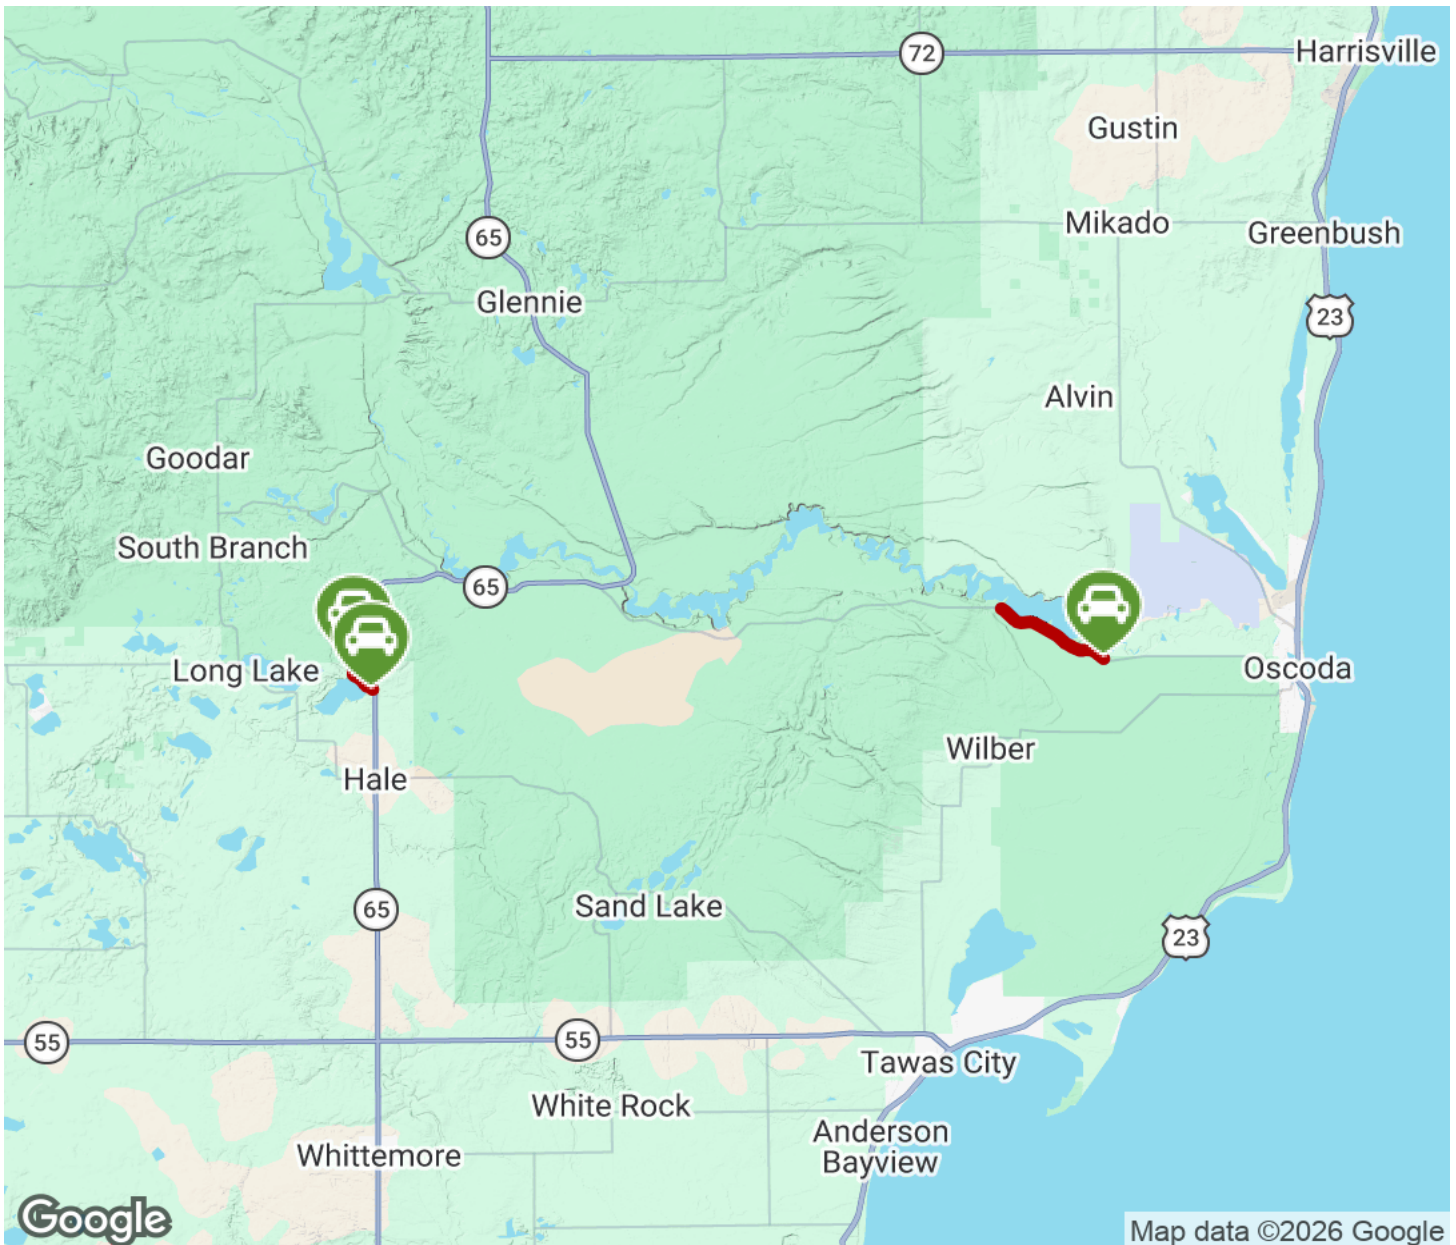 72
Harrisville
Gustin
Mikado
Greenbush
65
Glennie
23
Alvin
Goodar
South Branch
65
Long Lake
Oscoda
Wilber
Hale
65
Sand Lake
23
55
55
Tawas City
White Rock
Anderson
Bayview
Whittemore
Google
Map data ©2026 Google